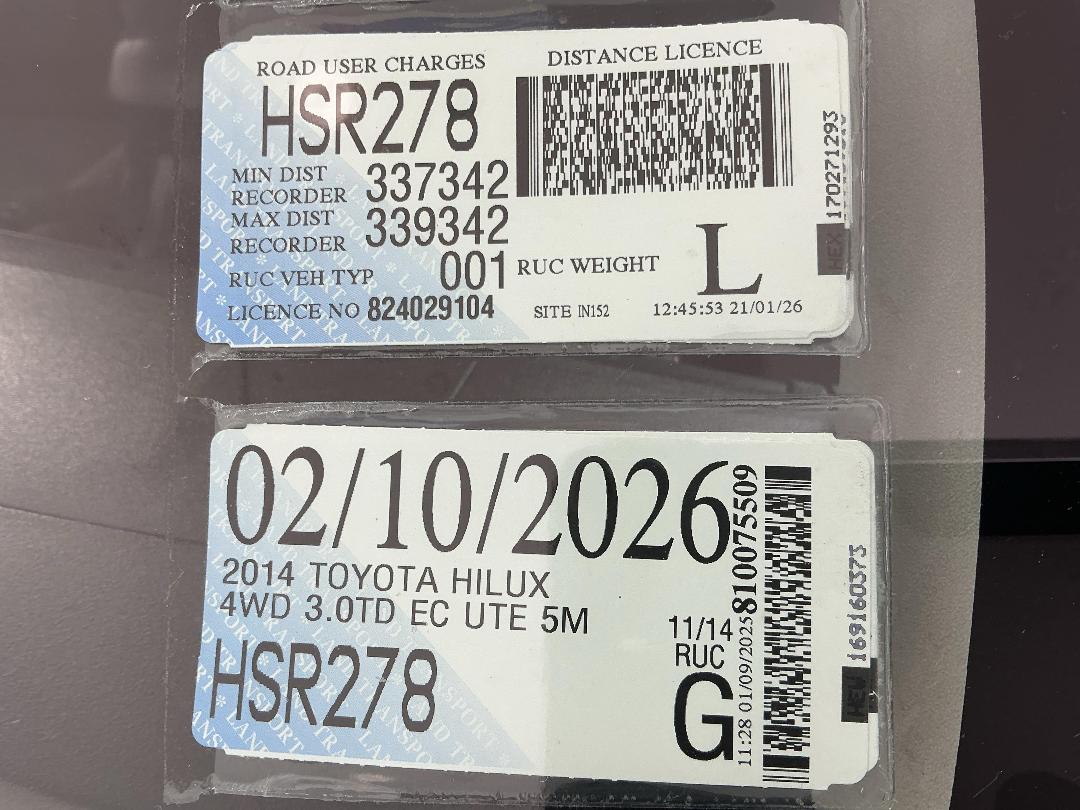 ROAD USER CHARGES
DISTANCE LICENCE
HSR278
MIN DIST
RECORDER 337342
MAX DIST
RECORDER 339342
RUC VEH TYP 001
RUC WEIGHT L
LICENCE NO 824029104
SITE IN152
12:45:53 21/01/26
170271293
02/10/2026
2014 TOYOTA HILUX
4WD 3.0TD EC UTE 5M
HSR278
11/14
RUC
G
11:28 01/09/2025
810075509
169160373